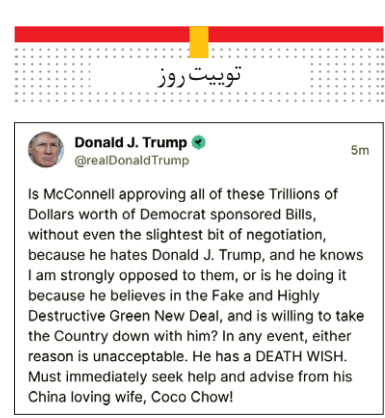 توییت روز
Donald J. Trump
@realDonaldTrump
5m
Is McConnell approving all of these Trillions of
Dollars worth of Democrat sponsored Bills,
without even the slightest bit of negotiation,
because he hates Donald J. Trump, and he knows
I am strongly opposed to them, or is he doing it
because he believes in the Fake and Highly
Destructive Green New Deal, and is willing to take
the Country down with him? In any event, either
reason is unacceptable. He has a DEATH WISH.
Must immediately seek help and advise from his
China loving wife, Coco Chow!